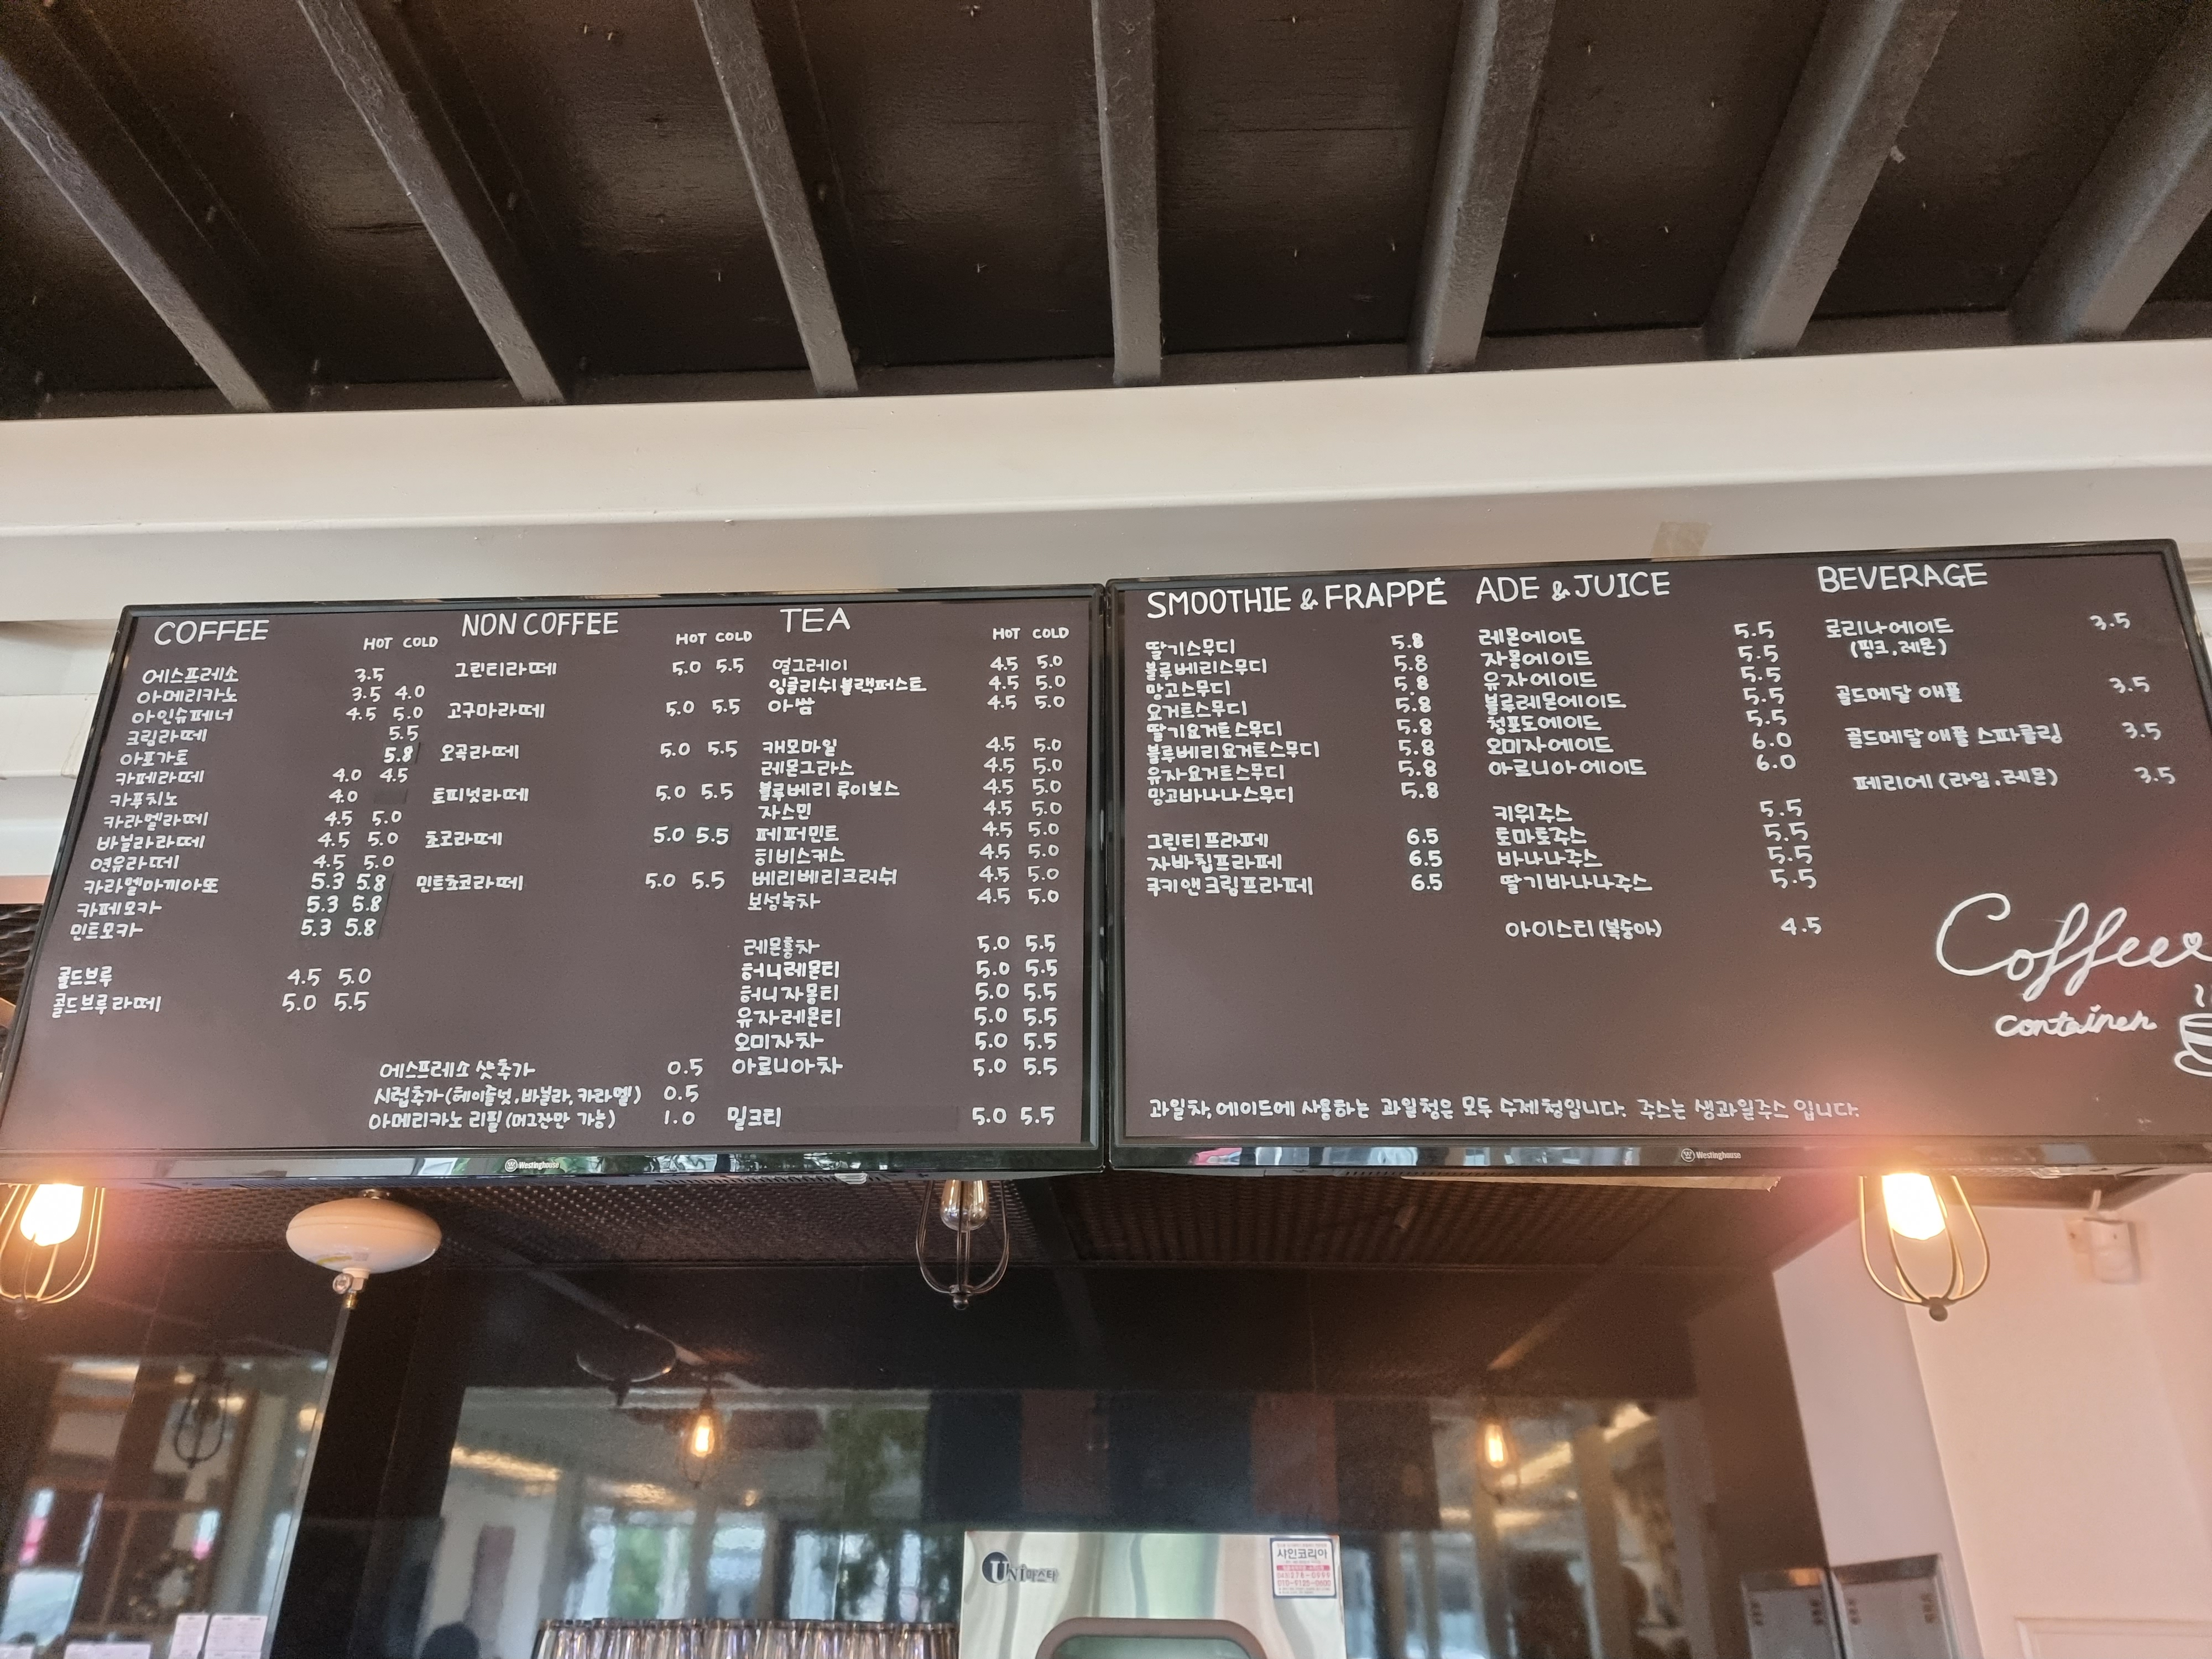 COFFEE
HOT COLD
에스프레소 3.5
아메리카노 3.5 4.0
아인슈페너 4.5 5.0
크림라떼 5.5
아포가토 5.8
카페라떼 4.0 4.5
카푸치노 4.0
카라멜라떼 4.5 5.0
바닐라라떼 4.5 5.0
연유라떼 4.5 5.0
카라멜마끼아또 5.3 5.8
카페모카 5.3 5.8
민트모카 5.3 5.8
콜드브루 4.5 5.0
콜드브루라떼 5.0 5.5
NON COFFEE
HOT COLD
그린티라떼 5.0 5.5
고구마라떼 5.0 5.5
오곡라떼 5.0 5.5
토피넛라떼 5.0 5.5
초코라떼 5.0 5.5
민트초코라떼 5.0 5.5
에스프레소 샷추가 0.5
시럽추가(헤이즐넛,바닐라,카라멜) 0.5
아메리카노 리필(머그잔만 가능) 1.0
TEA
HOT COLD
얼그레이 4.5 5.0
잉글리쉬블랙퍼스트 4.5 5.0
아쌈 4.5 5.0
캐모마일 4.5 5.0
레몬그라스 4.5 5.0
블루베리 루이보스 4.5 5.0
자스민 4.5 5.0
페퍼민트 4.5 5.0
히비스커스 4.5 5.0
베리베리크러쉬 4.5 5.0
보성녹차 4.5 5.0
레몬홍차 5.0 5.5
허니레몬티 5.0 5.5
허니자몽티 5.0 5.5
유자레몬티 5.0 5.5
오미자차 5.0 5.5
아로니아차 5.0 5.5
밀크티 5.0 5.5
Westinghouse
SMOOTHIE & FRAPPÉ
딸기스무디 5.8
블루베리스무디 5.8
망고스무디 5.8
요거트스무디 5.8
딸기요거트스무디 5.8
블루베리요거트스무디 5.8
유자요거트스무디 5.8
망고바나나스무디 5.8
그린티프라페 6.5
자바칩프라페 6.5
쿠키앤크림프라페 6.5
ADE & JUICE
레몬에이드 5.5
자몽에이드 5.5
유자에이드 5.5
블루레몬에이드 5.5
청포도에이드 5.5
오미자에이드 6.0
아로니아에이드 6.0
키위주스 5.5
토마토주스 5.5
바나나주스 5.5
딸기바나나주스 5.5
아이스티(복숭아) 4.5
BEVERAGE
로리나에이드 3.5
(핑크,레몬)
골드메달 애플 3.5
골드메달 애플 스파클링 3.5
페리에 (라임,레몬) 3.5
Coffee
container
과일차,에이드에 사용하는 과일청은 모두 수제청입니다. 주스는 생과일주스 입니다.
Westinghouse
UNI마스타
샤인코리아